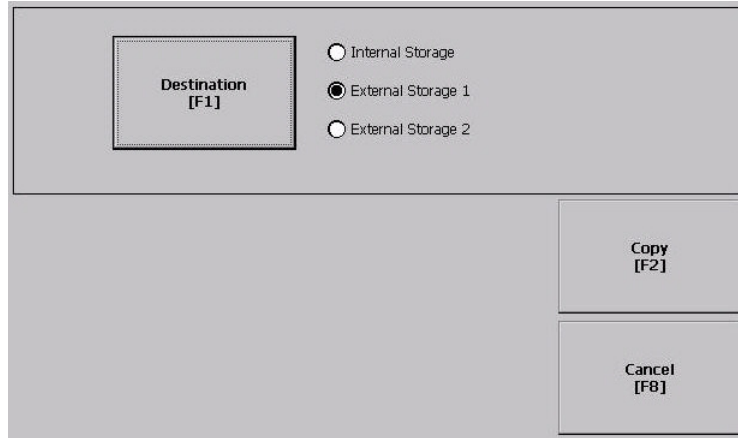 Destination
[F1]
Internal Storage
External Storage 1
External Storage 2
Copy
[F2]
Cancel
[F8]